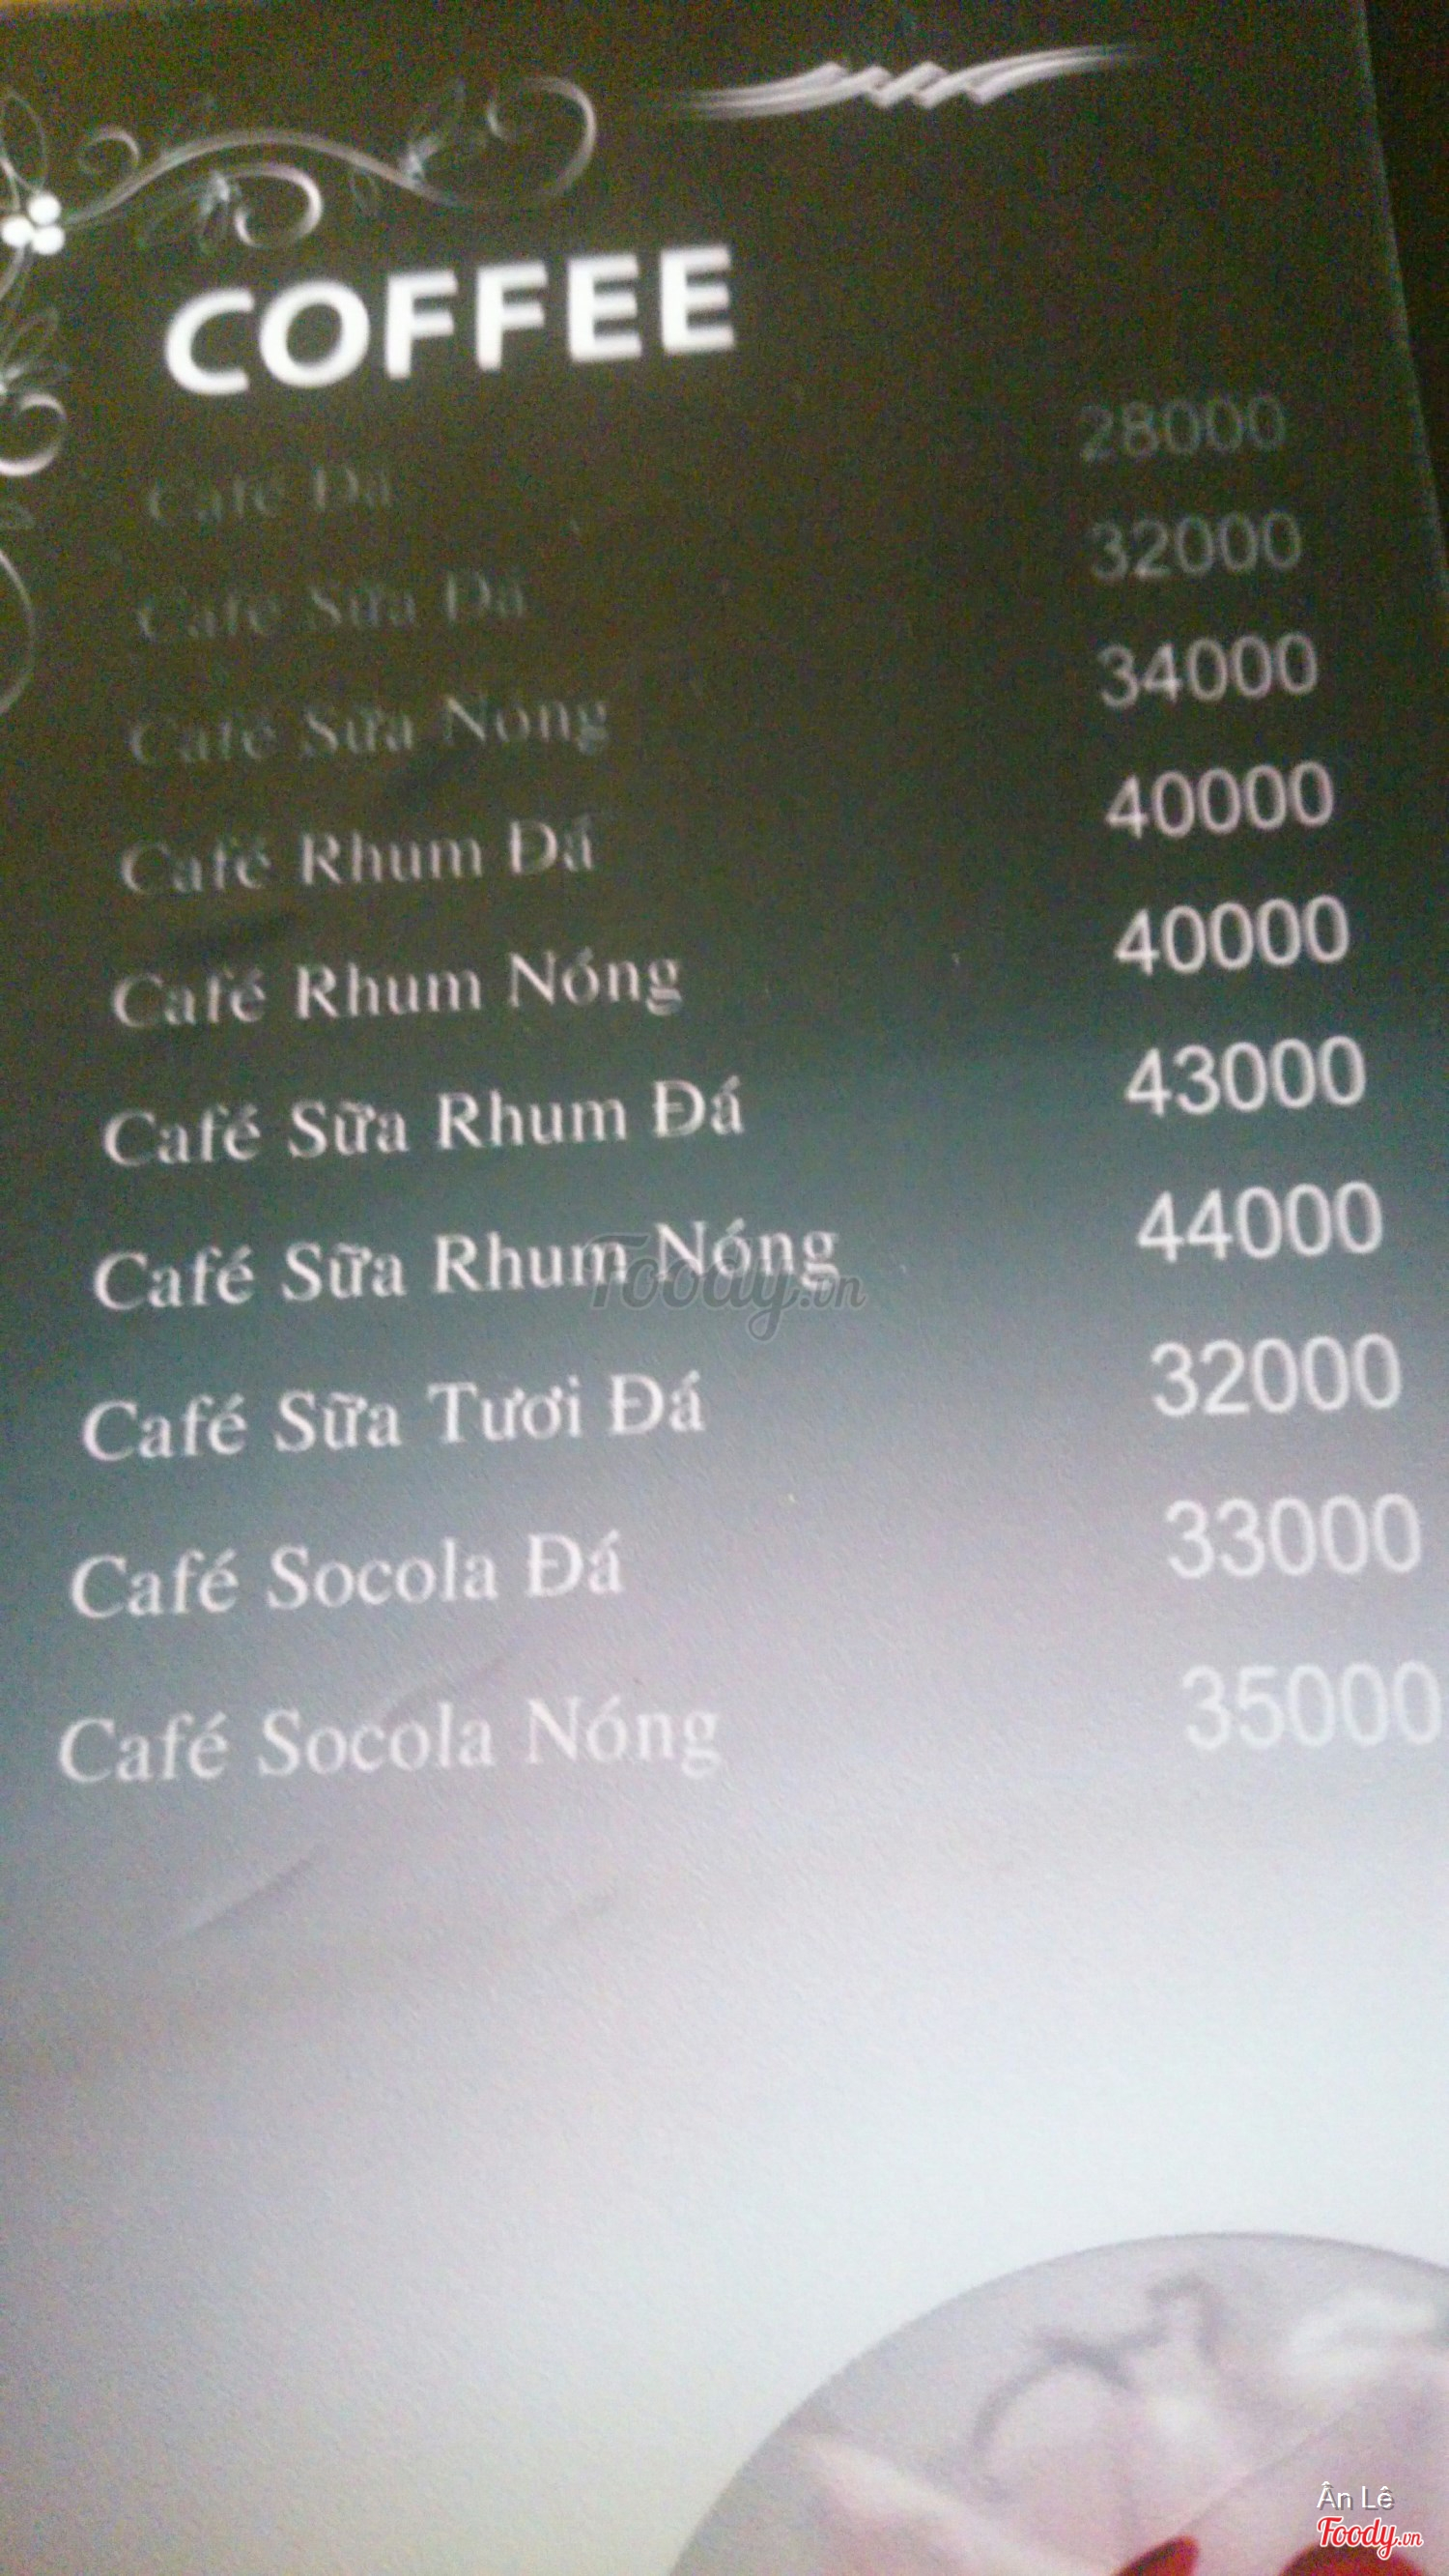 COFFEE
Café Đá 28000
Café Sữa Đá 32000
Café Sữa Nóng 34000
Café Rhum Đá 40000
Café Rhum Nóng 40000
Café Sữa Rhum Đá 43000
Café Sữa Rhum Nóng 44000
Foody.vn
Café Sữa Tươi Đá 32000
Café Socola Đá 33000
Café Socola Nóng 35000
Ân Lê
Foody.vn